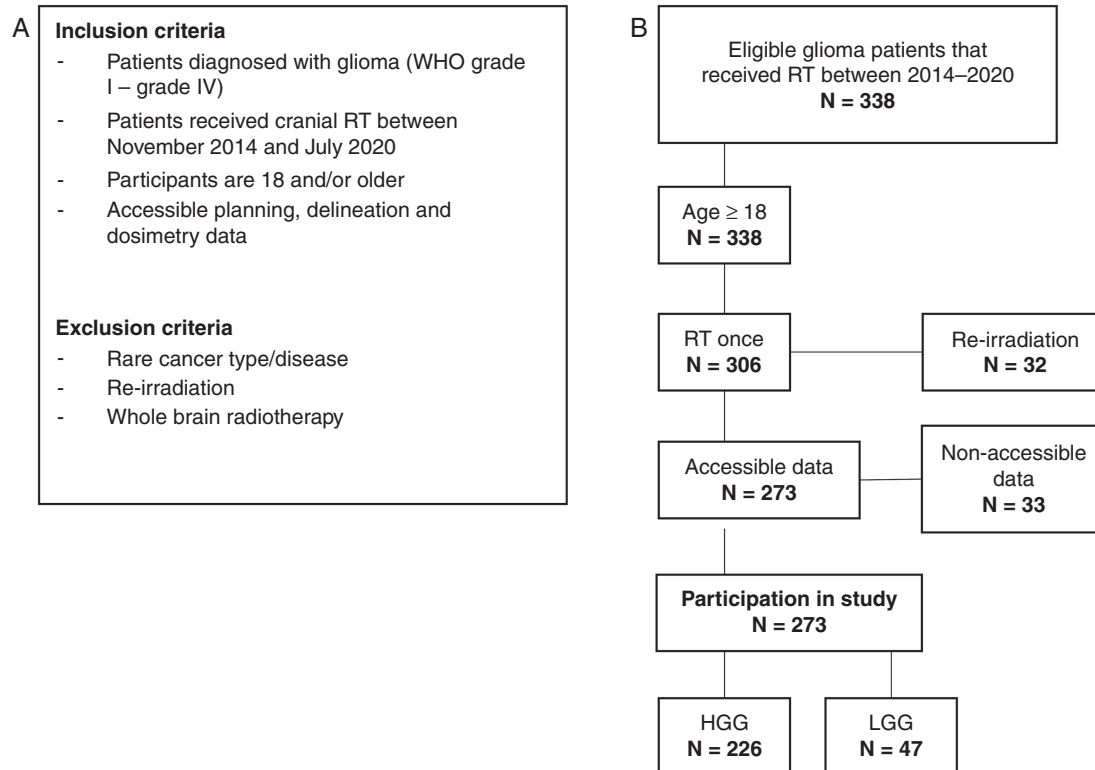 A
Inclusion criteria
- Patients diagnosed with glioma (WHO grade
I – grade IV)
- Patients received cranial RT between
November 2014 and July 2020
- Participants are 18 and/or older
- Accessible planning, delineation and
dosimetry data
Exclusion criteria
- Rare cancer type/disease
- Re-irradiation
- Whole brain radiotherapy
B
Eligible glioma patients that
received RT between 2014–2020
N = 338
Age ≥ 18
N = 338
RT once
N = 306
Re-irradiation
N = 32
Accessible data
N = 273
Non-accessible
data
N = 33
Participation in study
N = 273
HGG
N = 226
LGG
N = 47